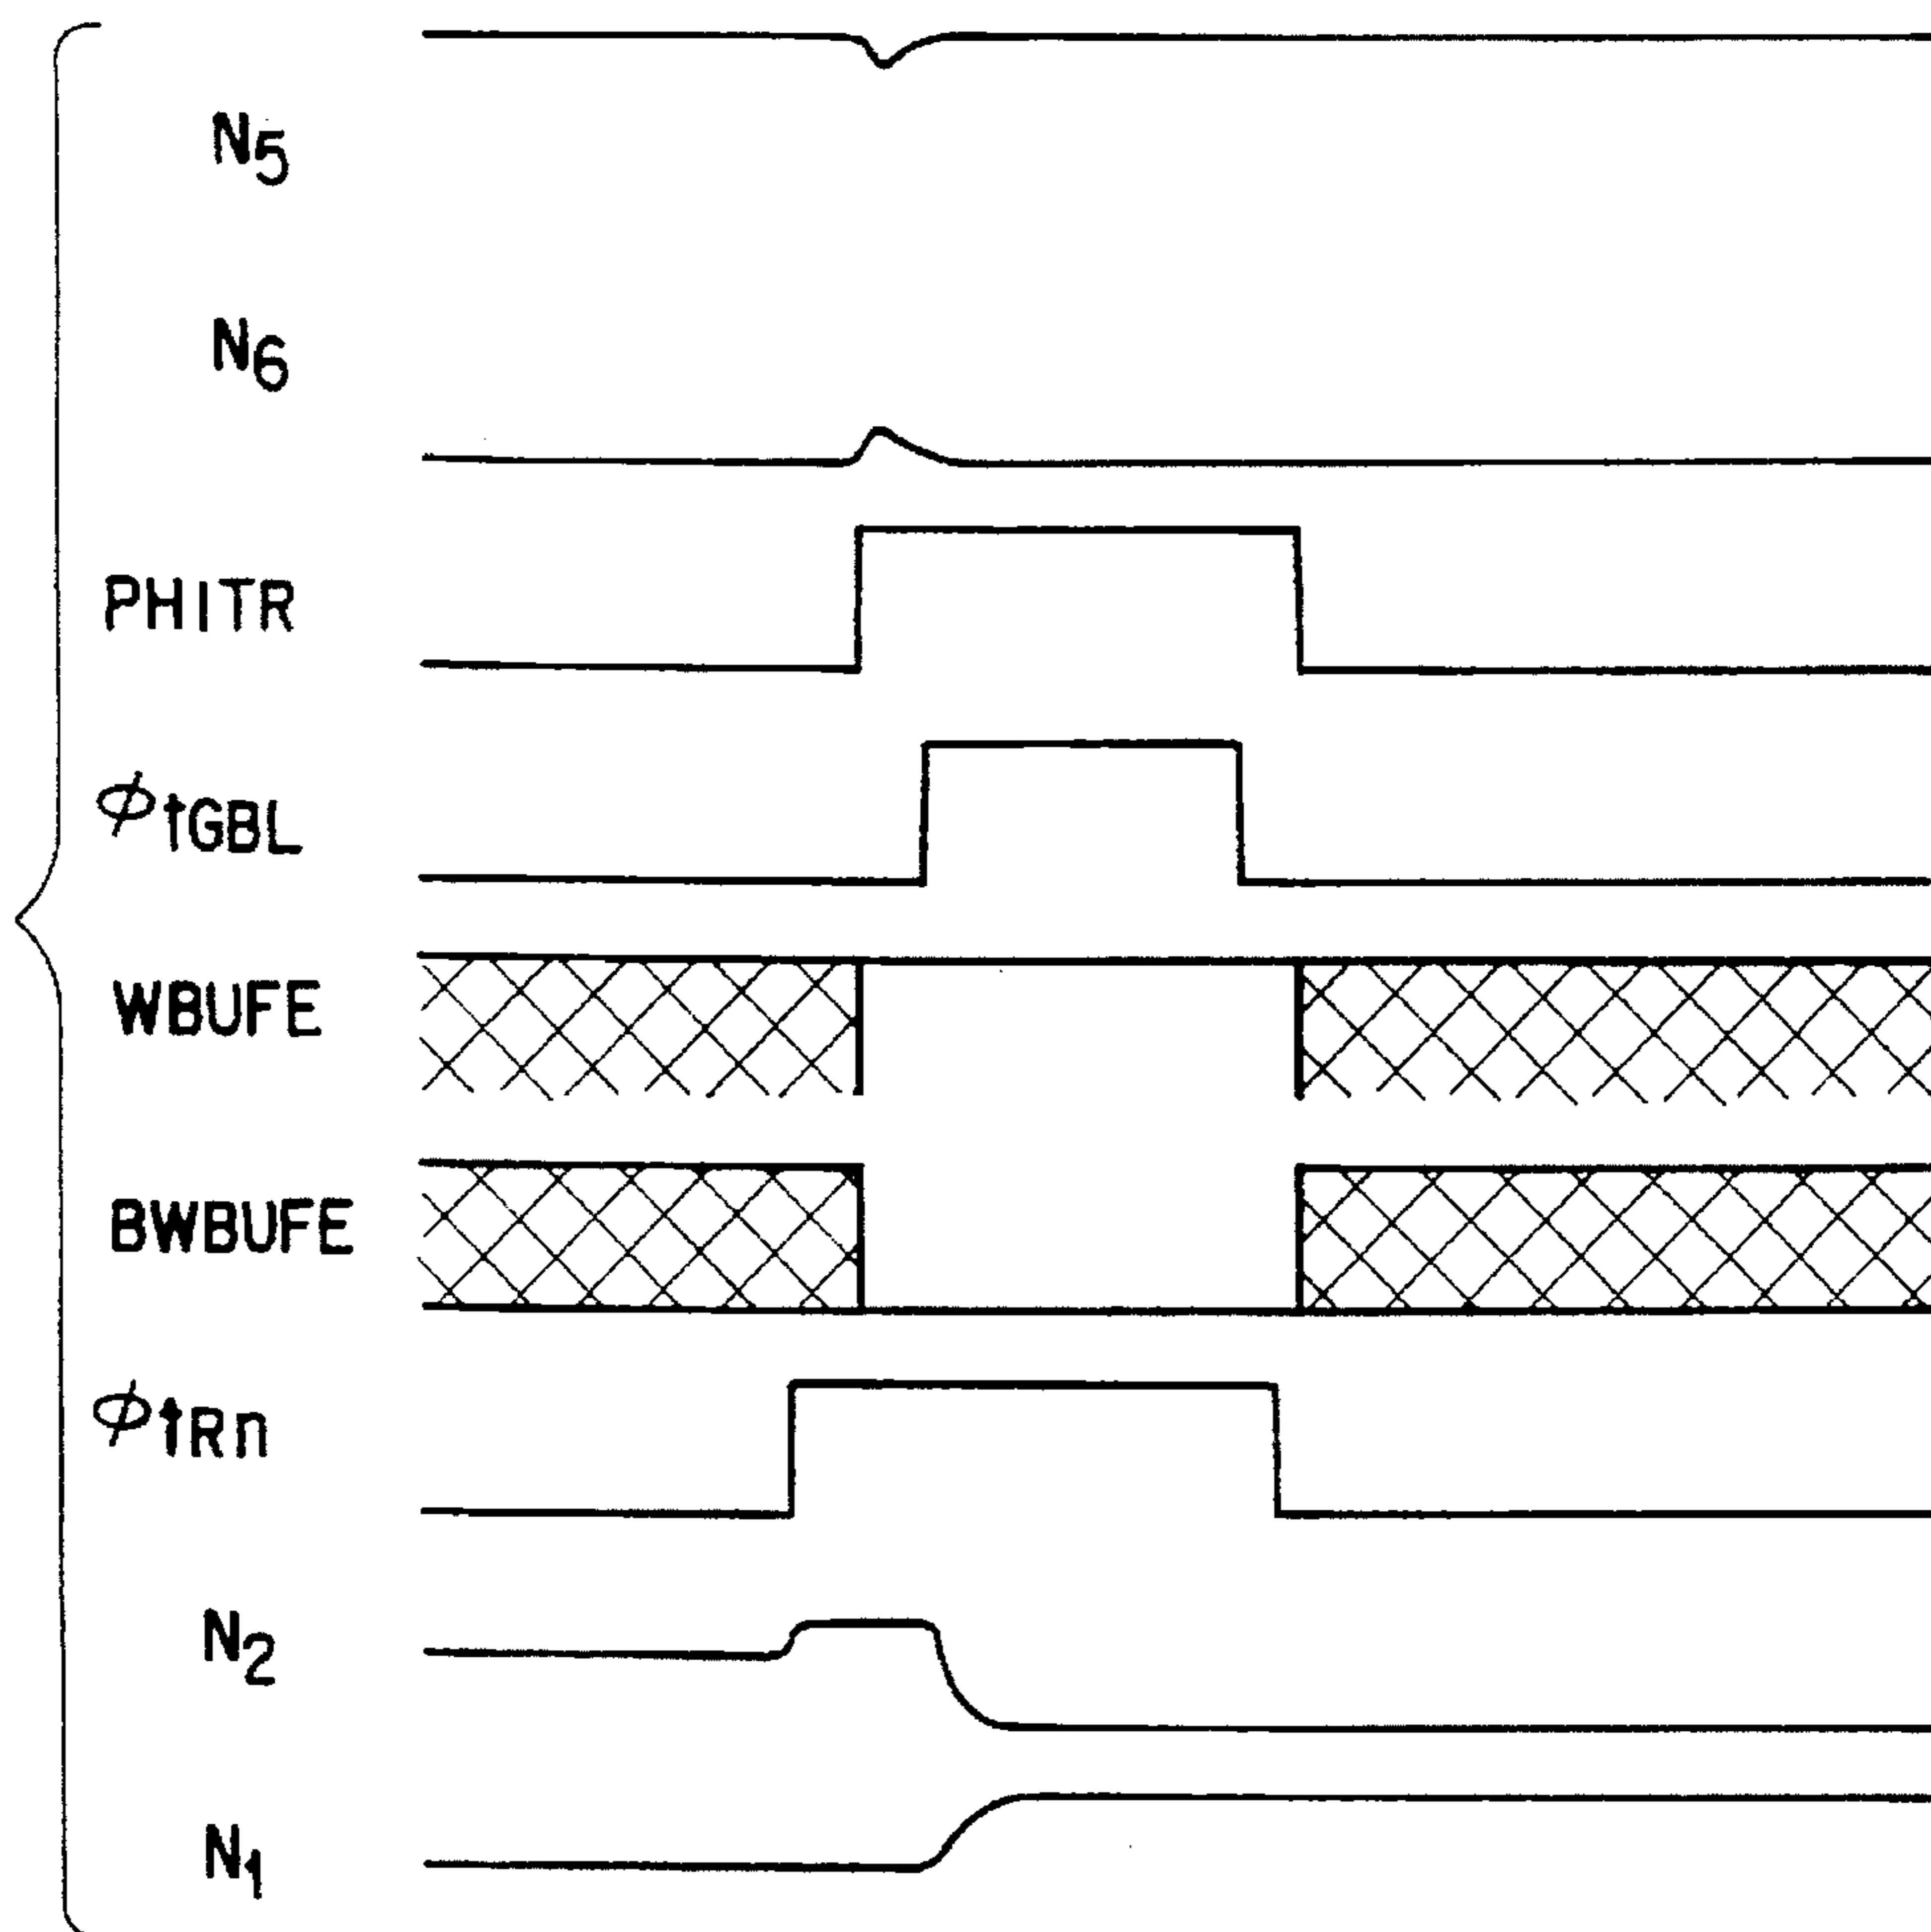 N5
N6
PHITR
ΦtGBL
WBUFE
BWBUFE
ΦtRn
N2
N1